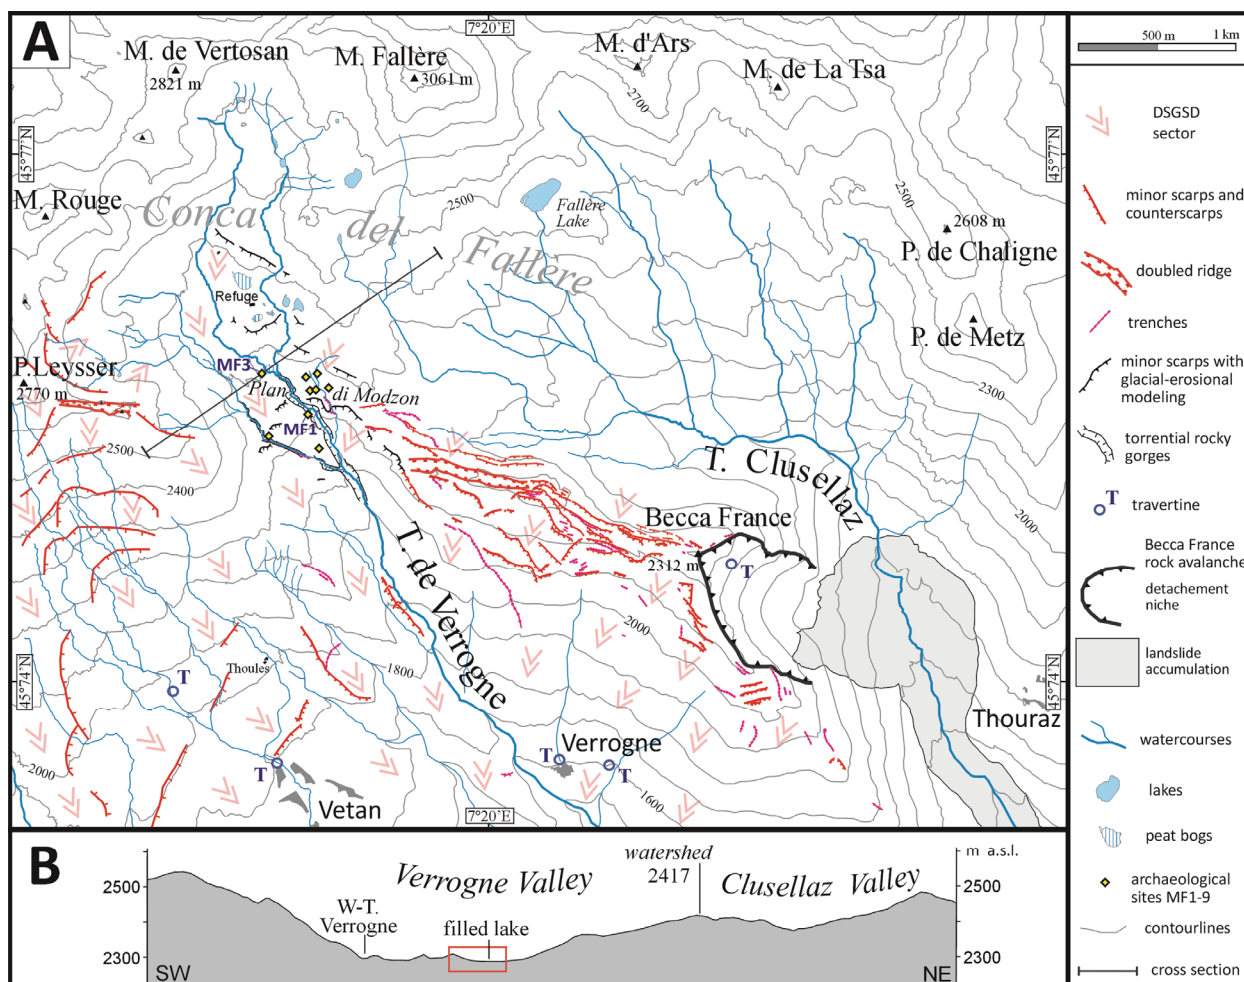 A
7°20'E
M. de Vertosan
2821 m
M. Fallère
3061 m
M. d'Ars
M. de La Tsa
2700
45°77'N
45°77'N
M. Rouge
Conca del Fallère
2500
Fallère
Lake
2500
2608 m
P. de Chaligne
Refuge
P. de Metz
MF3
P.Leysser
2770 m
Plan di Modzon
2300
MF1
2500
2400
T. Clusellaz
2000
Becca France
2312 m
T
T. de Verrogne
2000
1800
Thoules
T
45°74'N
45°74'N
Thouraz
Verrogne
T
T
T
2000
Vetan
1600
7°20'E
500 m
1 km
DSGSD
sector
minor scarps and
counterscarps
doubled ridge
trenches
minor scarps with
glacial-erosional
modeling
torrential rocky
gorges
T
travertine
Becca France
rock avalanche
detachement
niche
landslide
accumulation
watercourses
lakes
peat bogs
archaeological
sites MF1-9
contourlines
cross section
B
2500
2300
SW
W-T.
Verrogne
Verrogne Valley
filled lake
watershed
2417
Clusellaz Valley
m a.s.l.
2500
2300
NE